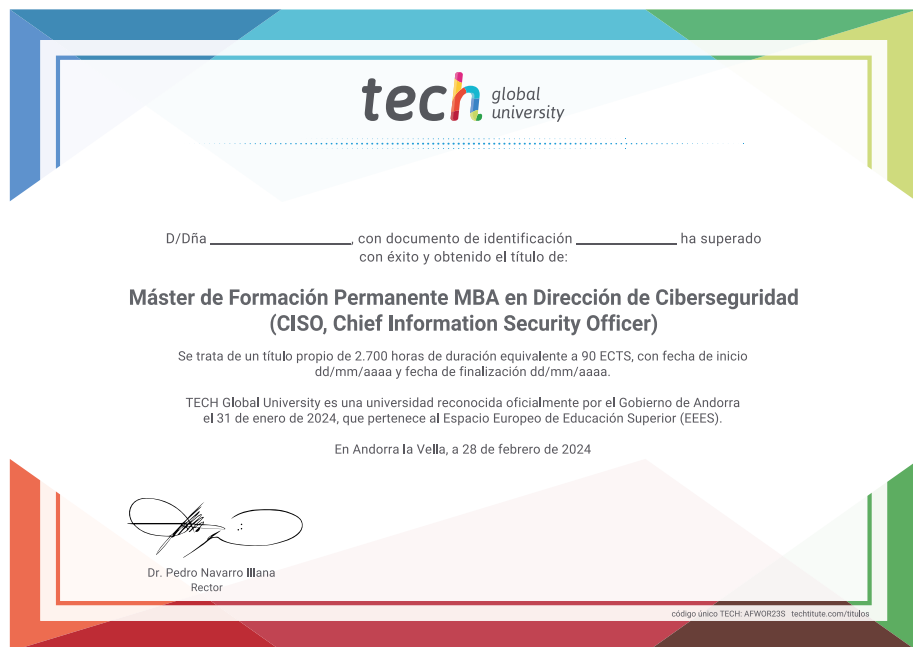 tech global university
D/Dña ____________________, con documento de identificación ______________ ha superado
con éxito y obtenido el título de:
Máster de Formación Permanente MBA en Dirección de Ciberseguridad
(CISO, Chief Information Security Officer)
Se trata de un título propio de 2.700 horas de duración equivalente a 90 ECTS, con fecha de inicio
dd/mm/aaaa y fecha de finalización dd/mm/aaaa.
TECH Global University es una universidad reconocida oficialmente por el Gobierno de Andorra
el 31 de enero de 2024, que pertenece al Espacio Europeo de Educación Superior (EEES).
En Andorra la Vella, a 28 de febrero de 2024
Dr. Pedro Navarro Illana
Rector
código único TECH: AFWOR23S techtitute.com/titulos